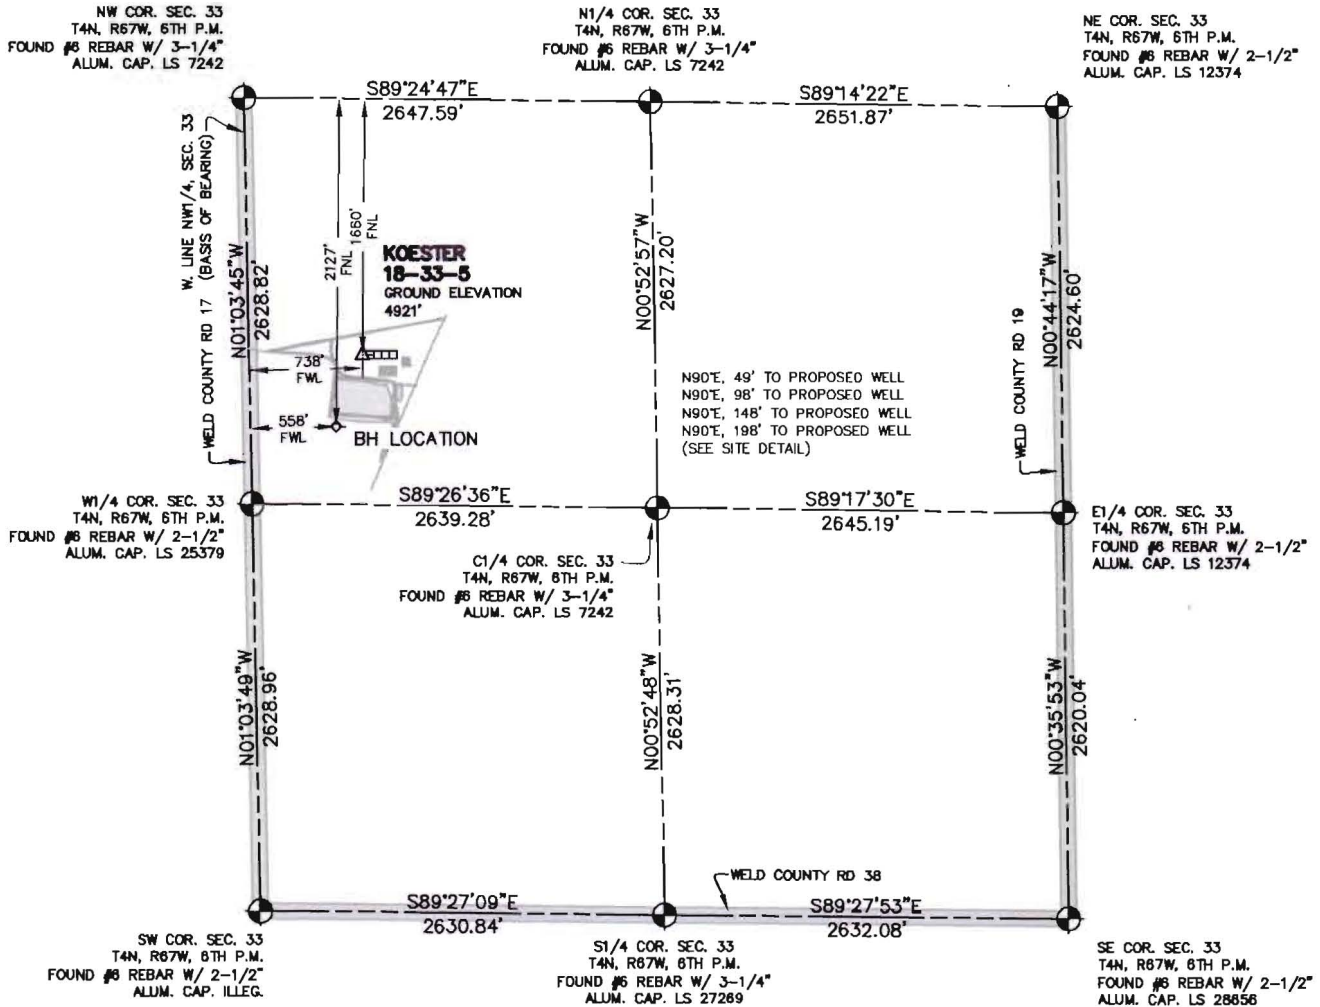 NW COR. SEC. 33
T4N, R67W, 6TH P.M.
FOUND #6 REBAR W/ 3-1/4"
ALUM. CAP. LS 7242
N1/4 COR. SEC. 33
T4N, R67W, 6TH P.M.
FOUND #6 REBAR W/ 3-1/4"
ALUM. CAP. LS 7242
NE COR. SEC. 33
T4N, R67W, 6TH P.M.
FOUND #6 REBAR W/ 2-1/2"
ALUM. CAP. LS 12374
S89°24'47"E
2647.59'
S89°14'22"E
2651.87'
W. LINE NW1/4, SEC. 33
(BASIS OF BEARING)
WELD COUNTY RD 17
N01°03'45"W
2628.82'
2127'
FNL
1660'
FNL
KOESTER
18-33-5
GROUND ELEVATION
4921'
738'
FWL
558'
FWL
BH LOCATION
N00°52'57"W
2627.20'
N90°E, 49' TO PROPOSED WELL
N90°E, 98' TO PROPOSED WELL
N90°E, 148' TO PROPOSED WELL
N90°E, 198' TO PROPOSED WELL
(SEE SITE DETAIL)
WELD COUNTY RD 19
N00°44'17"W
2624.60'
W1/4 COR. SEC. 33
T4N, R67W, 6TH P.M.
FOUND #6 REBAR W/ 2-1/2"
ALUM. CAP. LS 25379
S89°26'36"E
2639.28'
S89°17'30"E
2645.19'
E1/4 COR. SEC. 33
T4N, R67W, 6TH P.M.
FOUND #6 REBAR W/ 2-1/2"
ALUM. CAP. LS 12374
C1/4 COR. SEC. 33
T4N, R67W, 6TH P.M.
FOUND #6 REBAR W/ 3-1/4"
ALUM. CAP. LS 7242
N01°03'49"W
2628.96'
N00°52'48"W
2628.31'
N00°35'53"W
2620.04'
WELD COUNTY RD 38
S89°27'09"E
2630.84'
S89°27'53"E
2632.08'
SW COR. SEC. 33
T4N, R67W, 6TH P.M.
FOUND #6 REBAR W/ 2-1/2"
ALUM. CAP. ILLEG.
S1/4 COR. SEC. 33
T4N, R67W, 6TH P.M.
FOUND #6 REBAR W/ 3-1/4"
ALUM. CAP. LS 27269
SE COR. SEC. 33
T4N, R67W, 6TH P.M.
FOUND #6 REBAR W/ 2-1/2"
ALUM. CAP. LS 28656